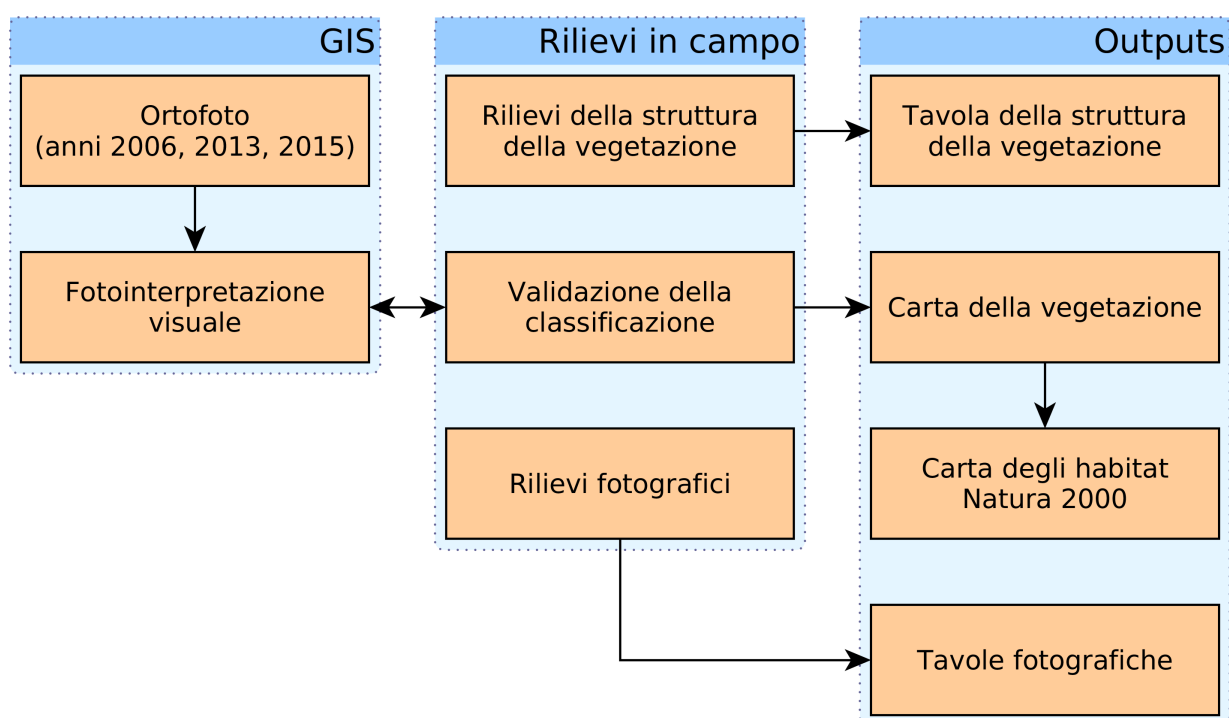 GIS
Ortofoto
(anni 2006, 2013, 2015)
Fotointerpretazione
visuale
Rilievi in campo
Rilievi della struttura
della vegetazione
Validazione della
classificazione
Rilievi fotografici
Outputs
Tavola della struttura
della vegetazione
Carta della vegetazione
Carta degli habitat
Natura 2000
Tavole fotografiche